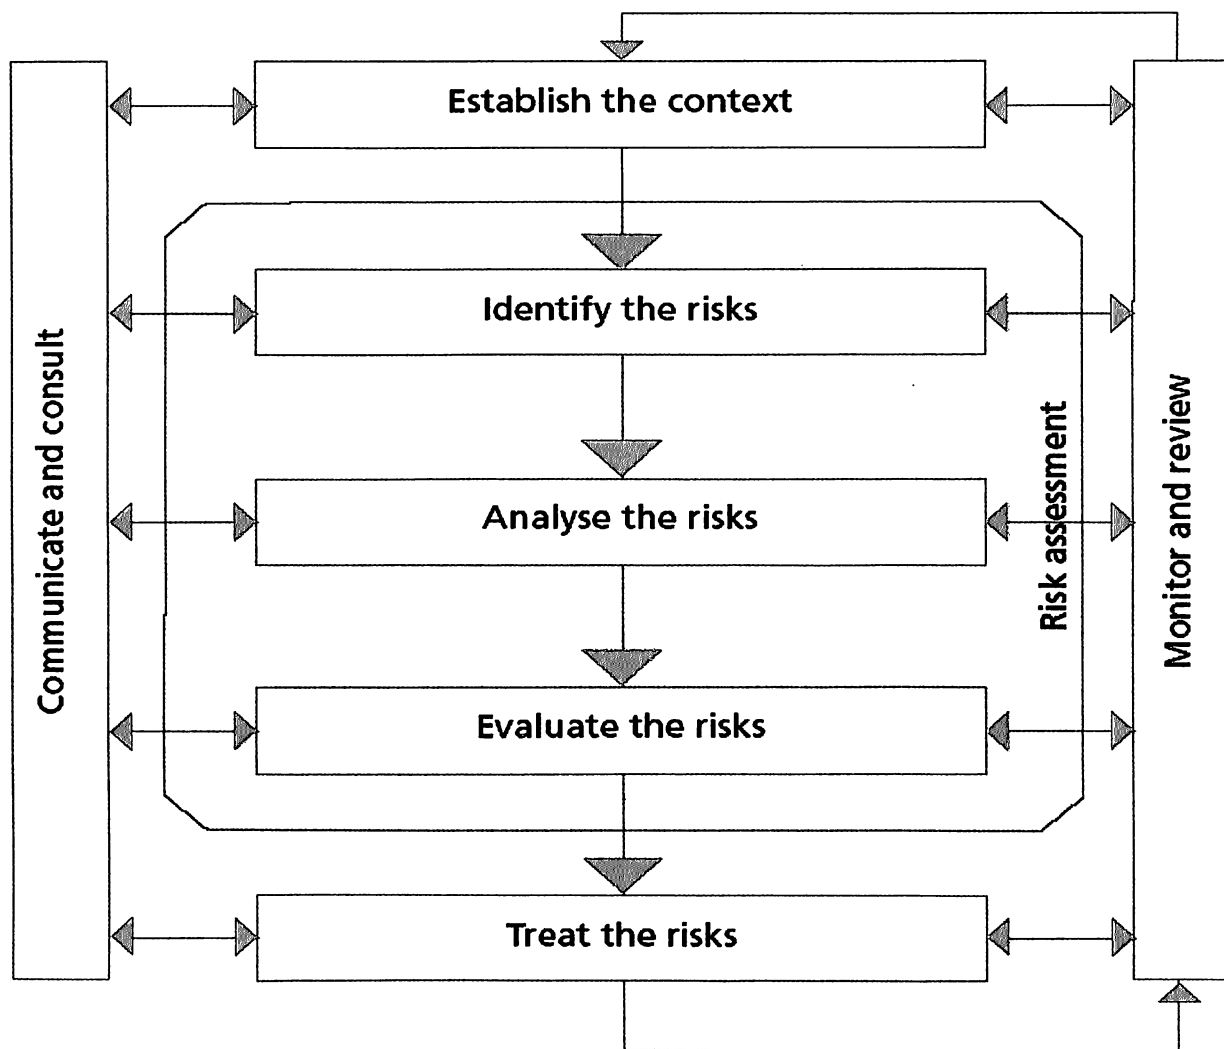 Establish the context
Identify the risks
Analyse the risks
Evaluate the risks
Treat the risks
Communicate and consult
Risk assessment
Monitor and review